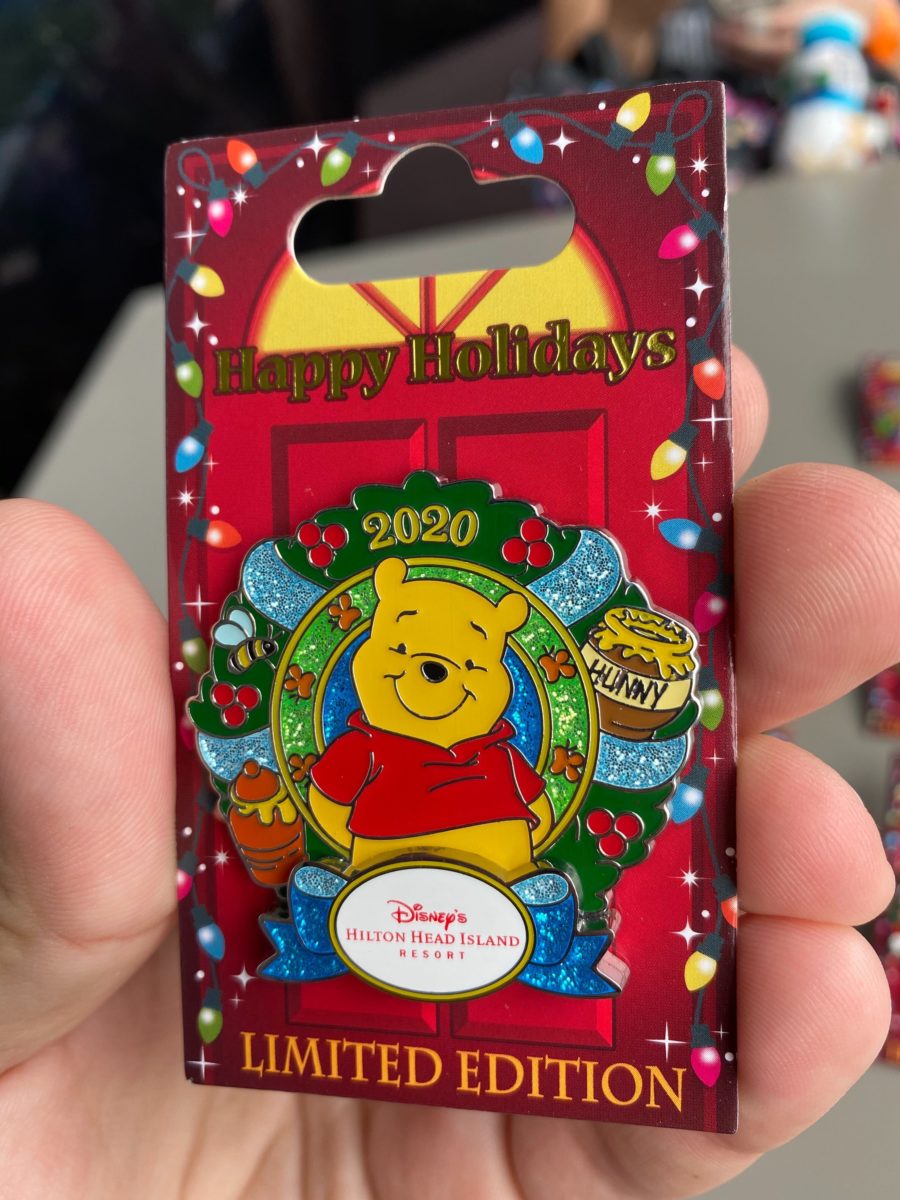 Happy Holidays
2020
HUNNY
Disney's
HILTON HEAD ISLAND
RESORT
LIMITED EDITION